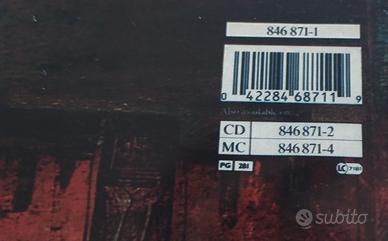 846 871-1
0 42284 68711 9
Also available on:
CD 846 871-2
MC 846 871-4
PG 281 LC 7181
subito